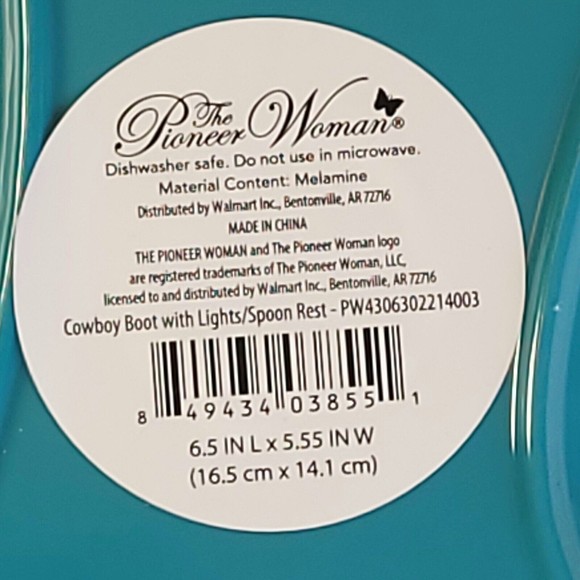 The
Pioneer Woman®
Dishwasher safe. Do not use in microwave.
Material Content: Melamine
Distributed by Walmart Inc., Bentonville, AR 72716
MADE IN CHINA
THE PIONEER WOMAN and The Pioneer Woman logo
are registered trademarks of The Pioneer Woman, LLC,
licensed to and distributed by Walmart Inc., Bentonville, AR 72716
Cowboy Boot with Lights/Spoon Rest - PW4306302214003
8 49434 03855 1
6.5 IN L x 5.55 IN W
(16.5 cm x 14.1 cm)